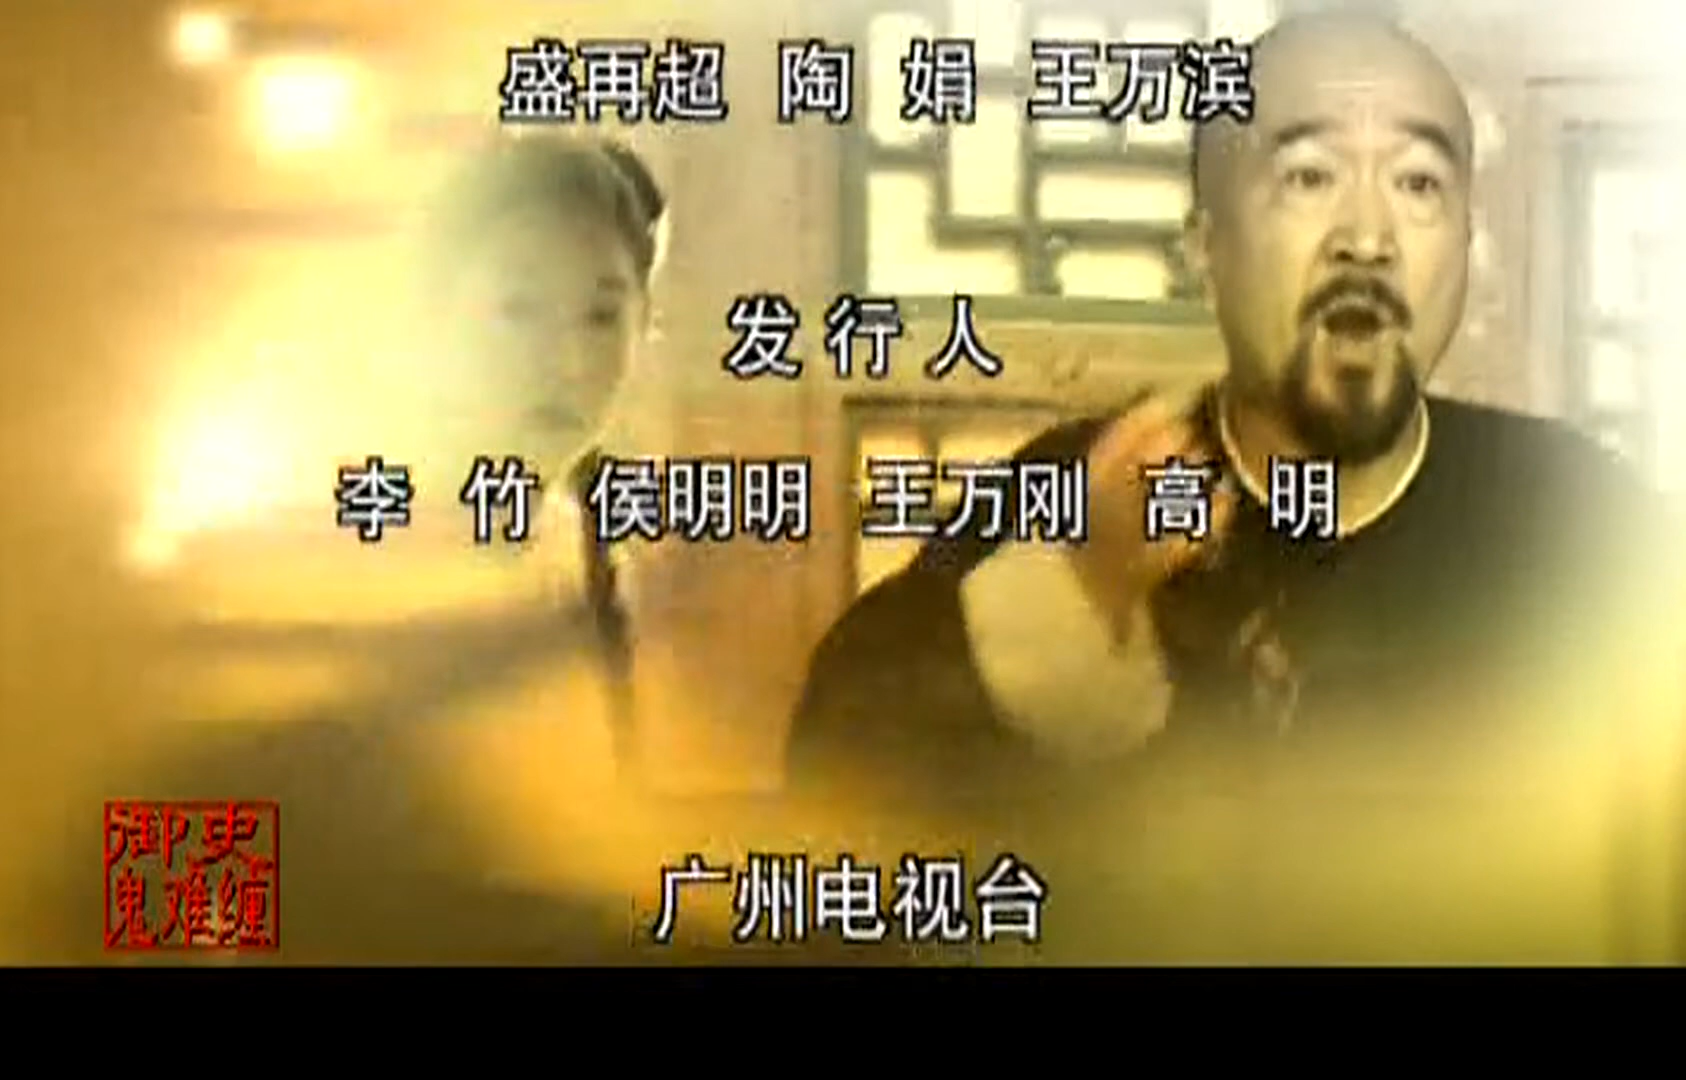 盛再超 陶 娟 王万滨
发行人
李 竹 侯明明 王万刚 高 明
御史
鬼难缠
广州电视台